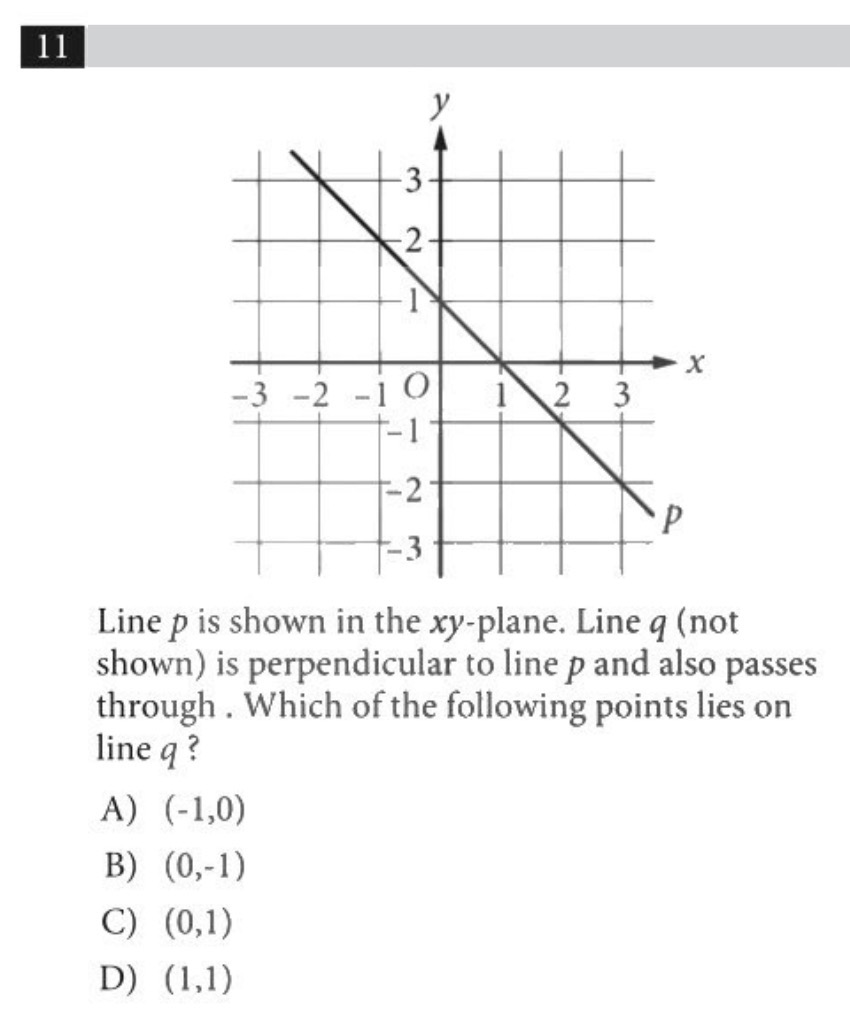 11
y
3
2
1
x
-3 -2 -1 O 1 2 3
-1
-2
p
-3
Line p is shown in the xy-plane. Line q (not
shown) is perpendicular to line p and also passes
through . Which of the following points lies on
line q ?
A) (-1,0)
B) (0,-1)
C) (0,1)
D) (1,1)